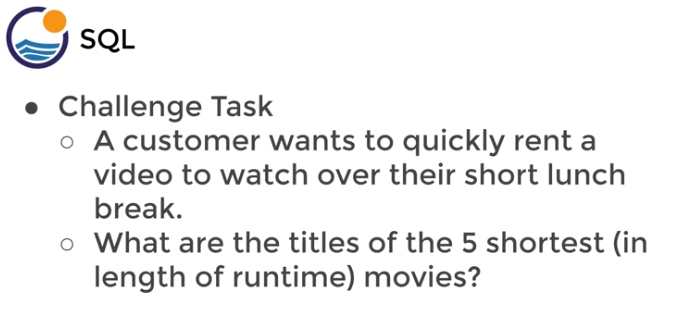 SQL
● Challenge Task
○ A customer wants to quickly rent a
video to watch over their short lunch
break.
○ What are the titles of the 5 shortest (in
length of runtime) movies?